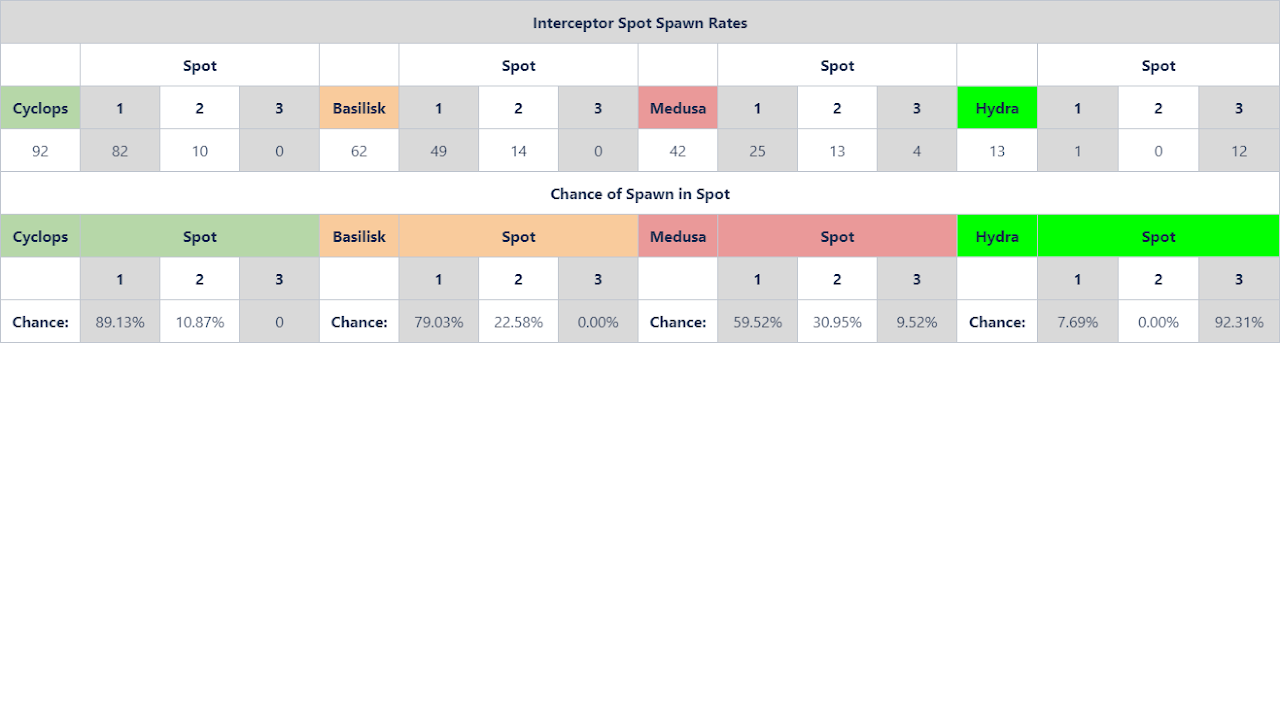 Interceptor Spot Spawn Rates
Spot Spot Spot Spot
Cyclops 1 2 3 Basilisk 1 2 3 Medusa 1 2 3 Hydra 1 2 3
92 82 10 0 62 49 14 0 42 25 13 4 13 1 0 12
Chance of Spawn in Spot
Cyclops Spot Basilisk Spot Medusa Spot Hydra Spot
1 2 3 1 2 3 1 2 3 1 2 3
Chance: 89.13% 10.87% 0 Chance: 79.03% 22.58% 0.00% Chance: 59.52% 30.95% 9.52% Chance: 7.69% 0.00% 92.31%